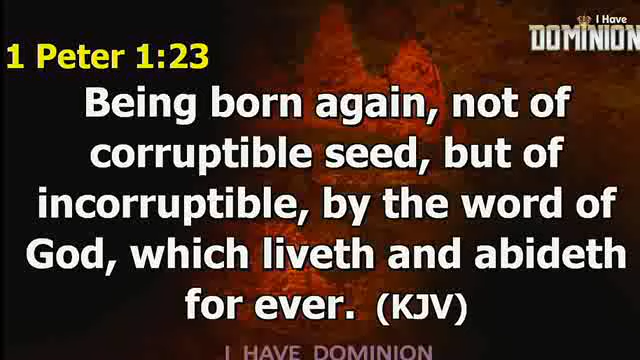 I Have
DOMINION
1 Peter 1:23
Being born again, not of
corruptible seed, but of
incorruptible, by the word of
God, which liveth and abideth
for ever. (KJV)
I HAVE DOMINION